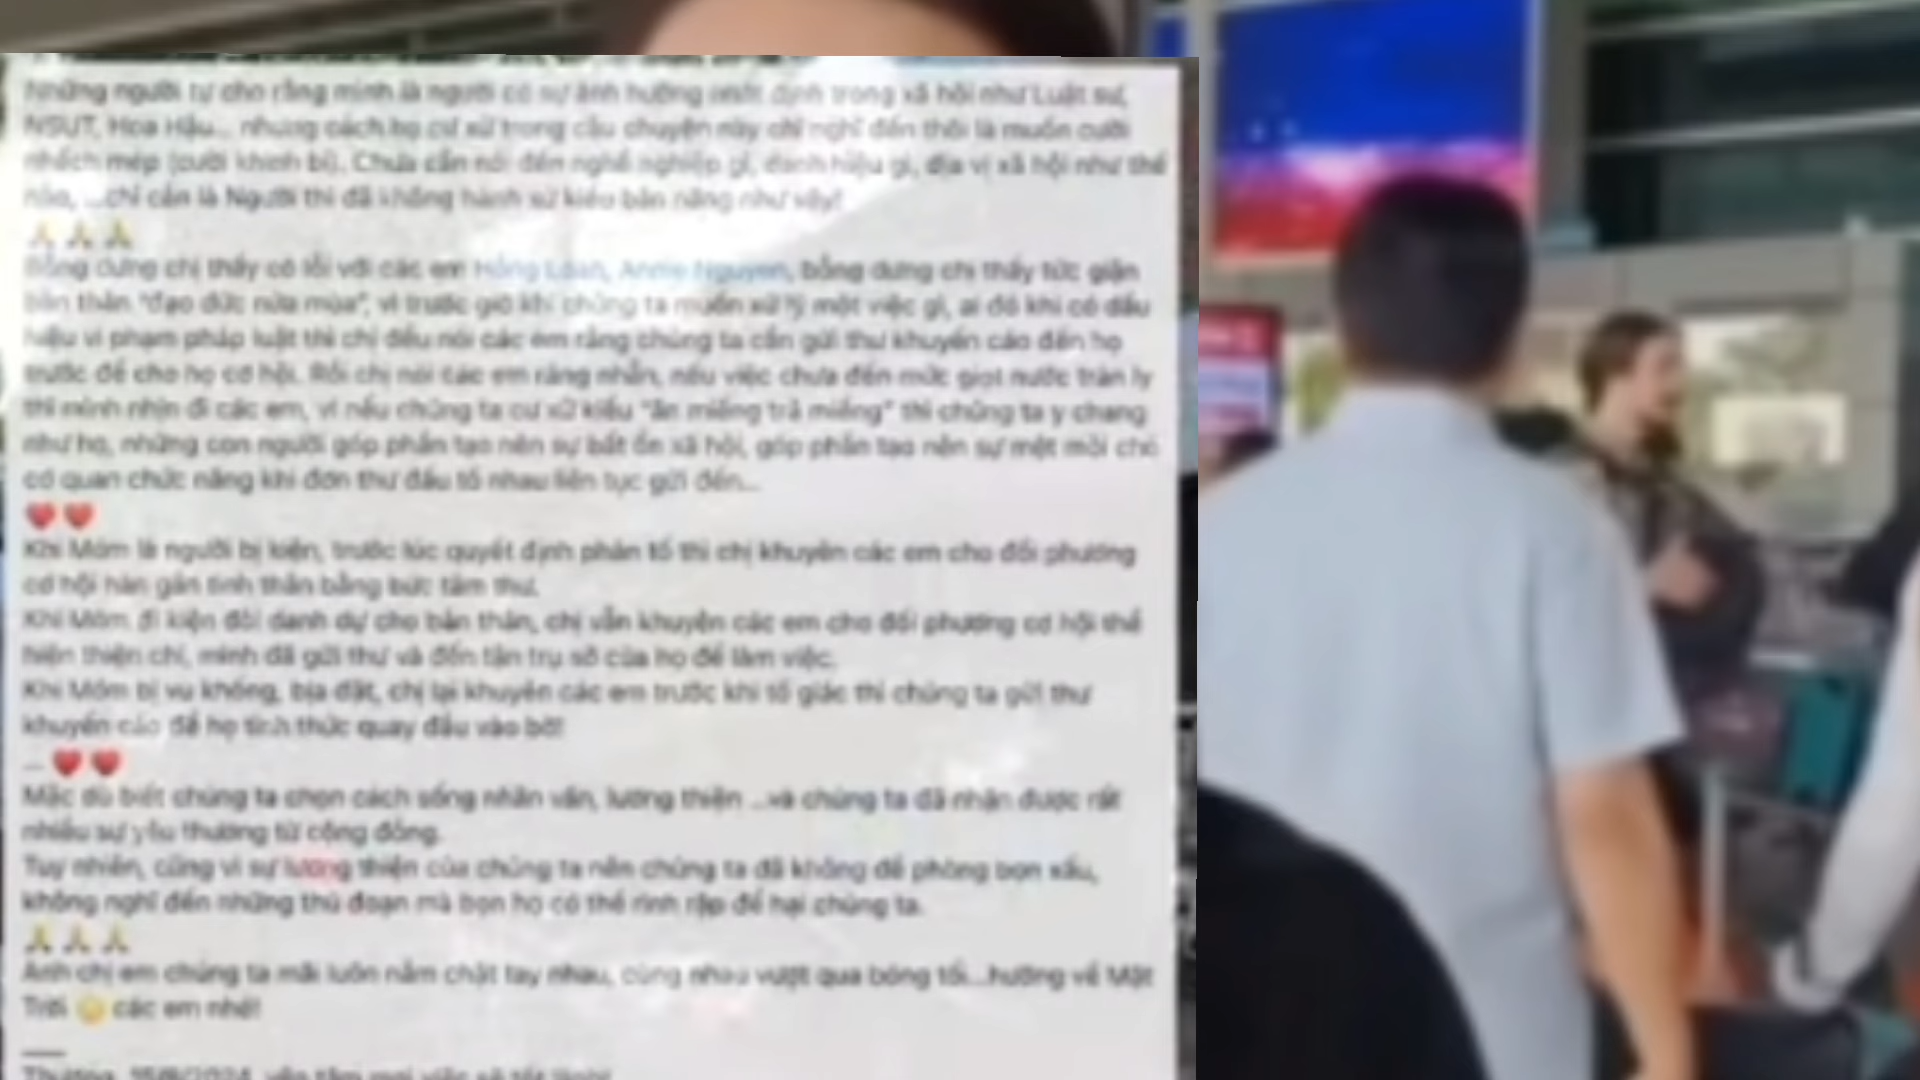 Những người tự cho rằng mình là người có sự ảnh hưởng nhất định trong xã hội như Luật sư,
NSUT, Hoa Hậu... nhưng cách họ cư xử trong câu chuyện này chỉ nghĩ đến thôi là muốn cười
nhếch mép (cười khinh bỉ). Chưa cần nói đến nghề nghiệp gì, danh hiệu gì, địa vị xã hội như thế
nào, ...chỉ cần là Người thì đã không hành xử kiểu bản năng như vậy!
🙏🙏🙏
Bỗng dưng chị thấy có lỗi với các em Hồng Loan, Annie Nguyen, bỗng dưng chị thấy tức giận
bản thân "đạo đức nửa mùa", vì trước giờ khi chúng ta muốn xử lý một việc gì, ai đó khi có dấu
hiệu vi phạm pháp luật thì chị đều nói các em rằng chúng ta cần gửi thư khuyến cáo đến họ
trước để cho họ cơ hội. Rồi chị nói các em ráng nhẫn, nếu việc chưa đến mức giọt nước tràn ly
thì mình nhịn đi các em, vì nếu chúng ta cư xử kiểu "ăn miếng trả miếng" thì chúng ta y chang
như họ, những con người góp phần tạo nên sự bất ổn xã hội, góp phần tạo nên sự mệt mỏi cho
cơ quan chức năng khi đơn thư đấu tố nhau liên tục gửi đến...
❤️❤️
Khi Móm là người bị kiện, trước lúc quyết định phản tố thì chị khuyên các em cho đối phương
cơ hội hàn gắn tình thân bằng bức tâm thư.
Khi Móm đi kiện đòi danh dự cho bản thân, chị vẫn khuyên các em cho đối phương cơ hội thể
hiện thiện chí, mình đã gửi thư và đến tận trụ sở của họ để làm việc.
Khi Móm bị vu khống, bịa đặt, chị lại khuyên các em trước khi tố giác thì chúng ta gửi thư
khuyến cáo để họ tỉnh thức quay đầu vào bờ!
... ❤️❤️
Mặc dù biết chúng ta chọn cách sống nhân văn, lương thiện ...và chúng ta đã nhận được rất
nhiều sự yêu thương từ cộng đồng.
Tuy nhiên, cũng vì sự lương thiện của chúng ta nên chúng ta đã không đề phòng bọn xấu,
không nghĩ đến những thủ đoạn mà bọn họ có thể rình rập để hại chúng ta.
🙏🙏🙏
Anh chị em chúng ta mãi luôn nắm chặt tay nhau, cùng nhau vượt qua bóng tối...hướng về Mặt
Trời 🌞 các em nhé!
___
Thương, 15/8/2024, yên tâm mọi việc sẽ tốt lành!